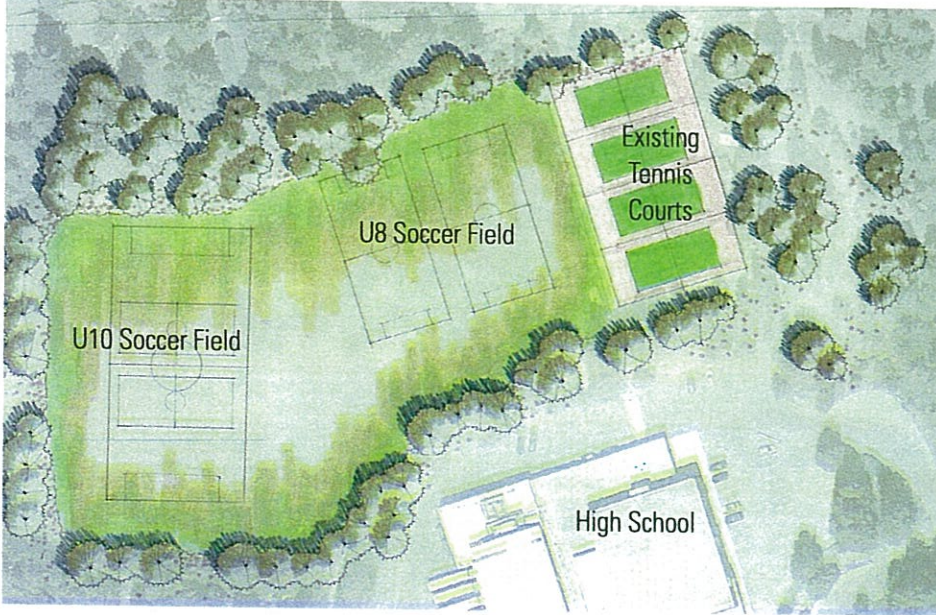 Existing
Tennis
Courts
U8 Soccer Field
U10 Soccer Field
High School